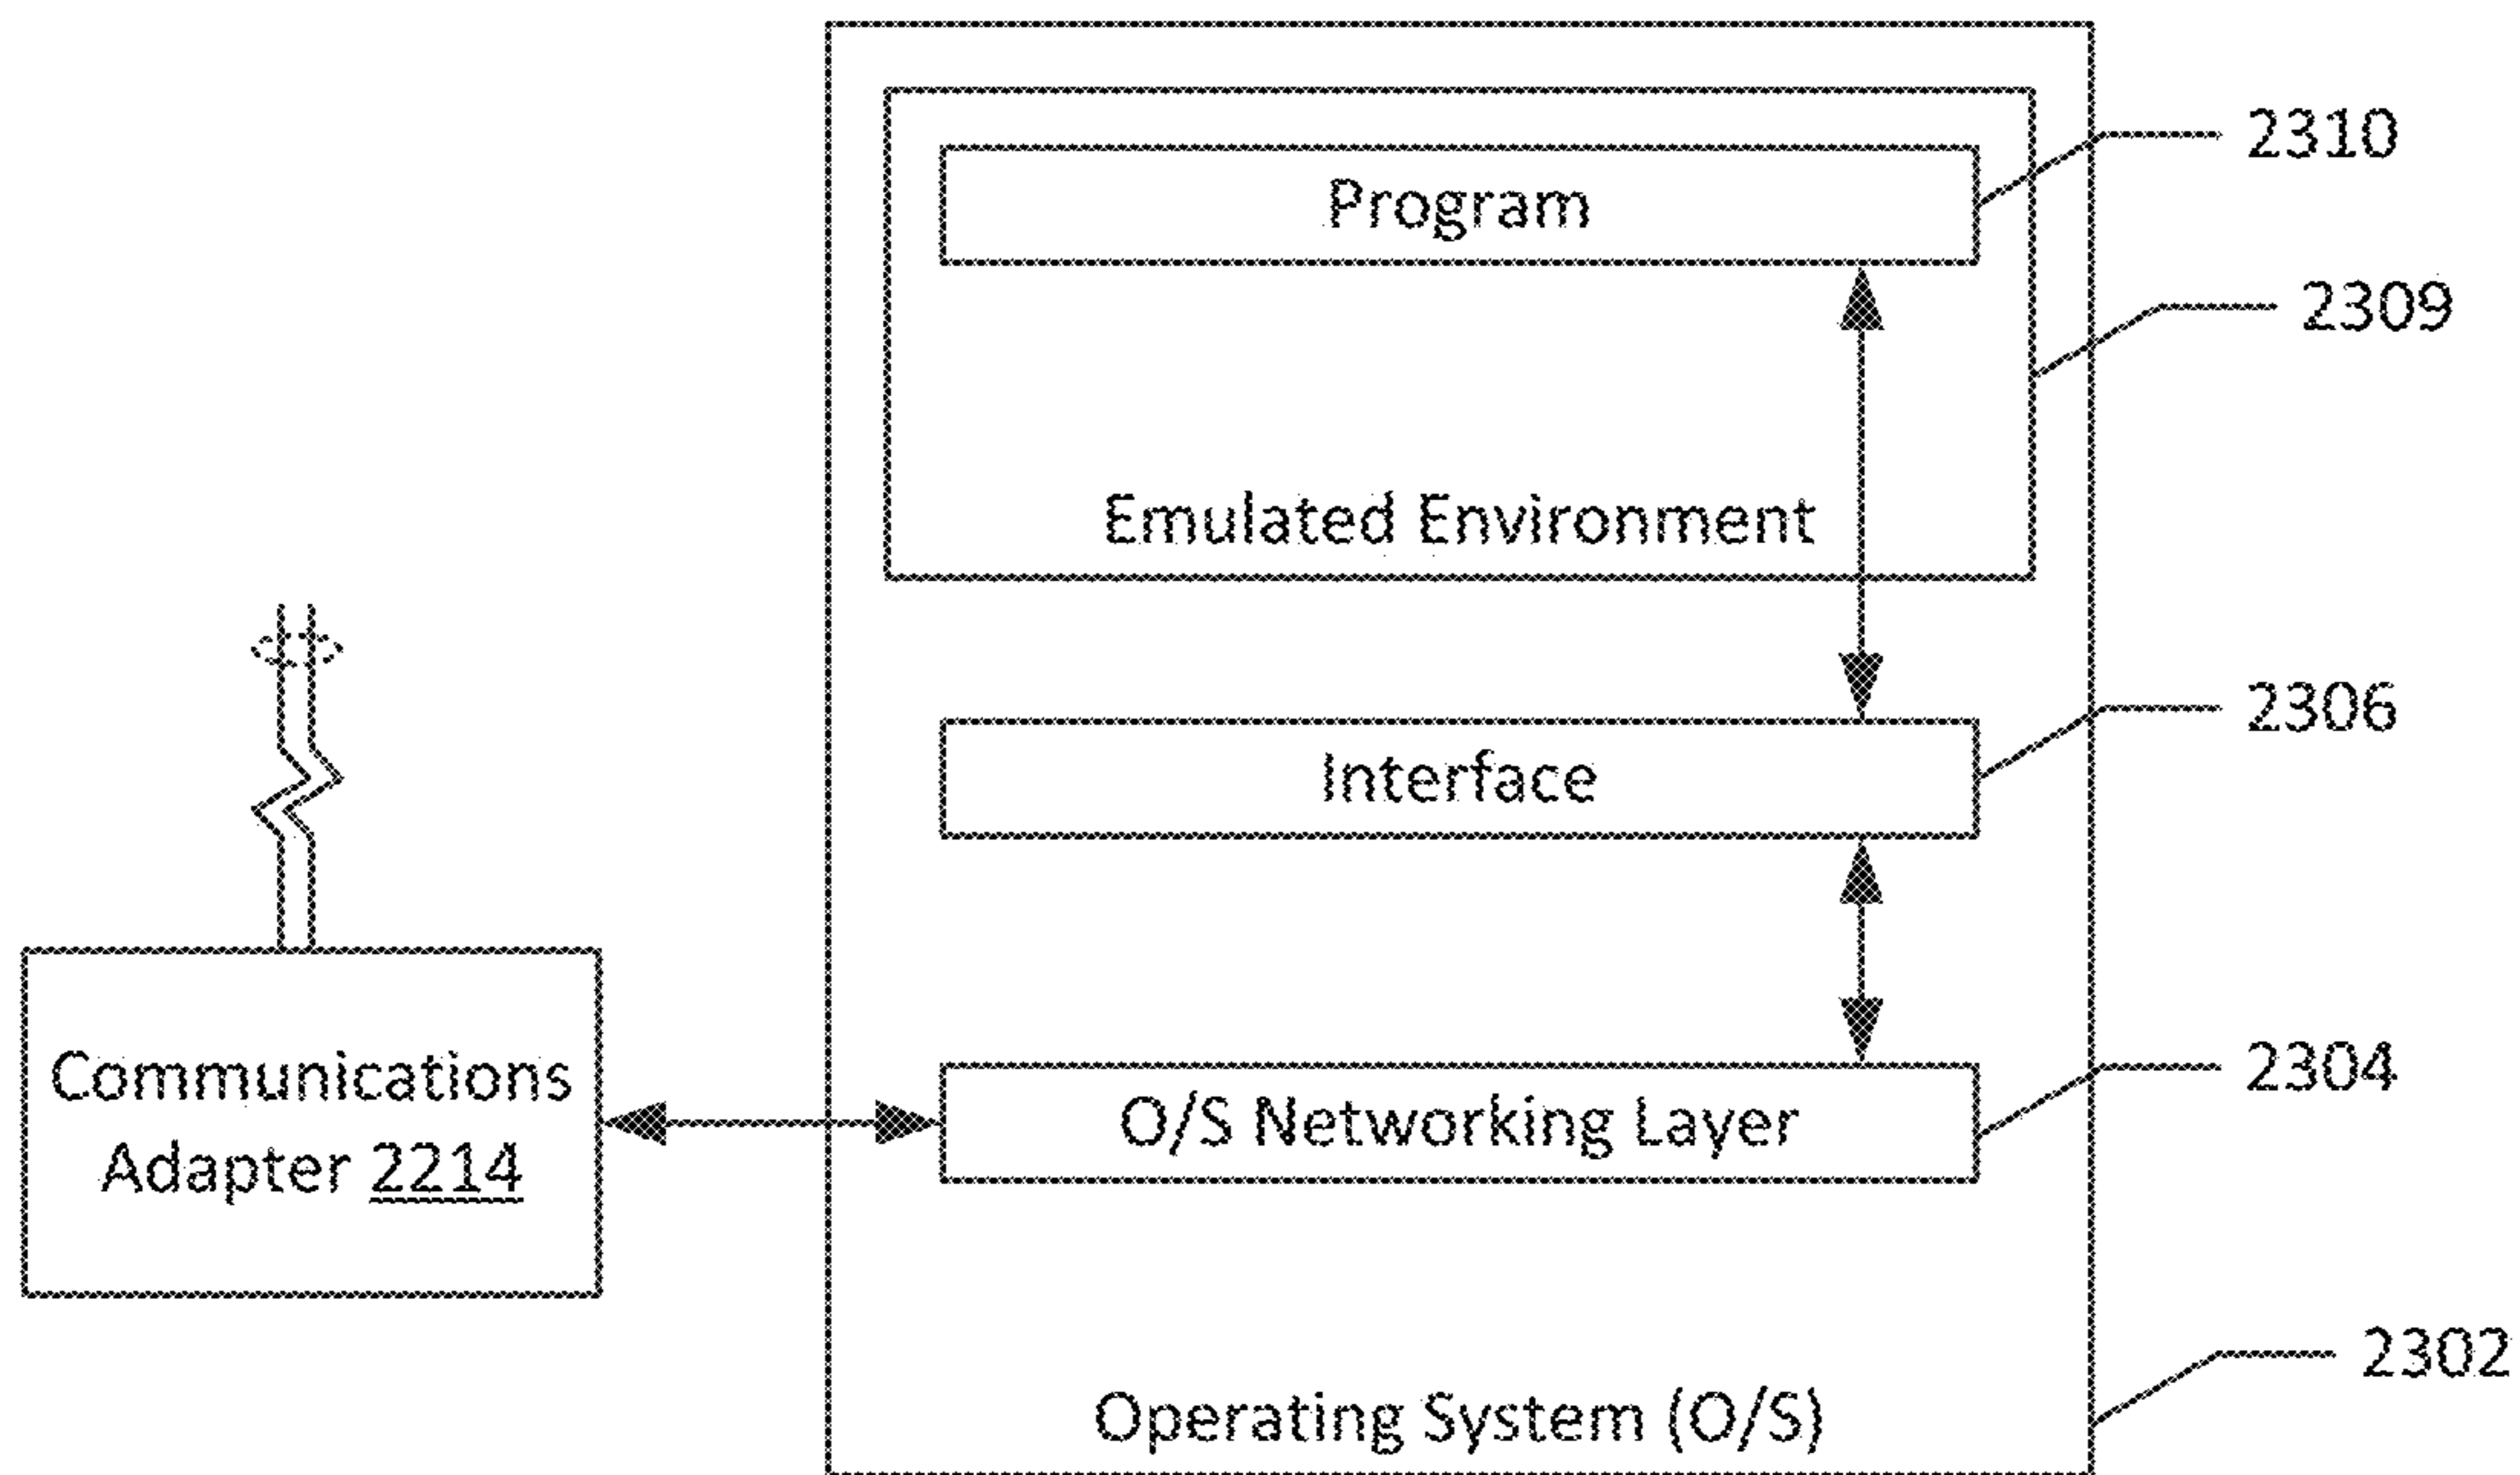 Program
2310
2309
Emulated Environment
2306
Interface
Communications
Adapter 2214
O/S Networking Layer
2304
2302
Operating System (O/S)